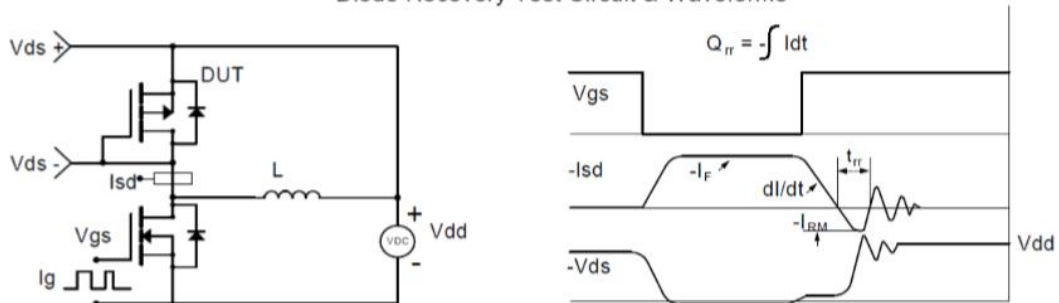 Diode Recovery Test Circuit & Waveforms
Vds +
DUT
Vds -
Isd
L
Vgs
Ig
+
VDC
-
Vdd
Qrr = -∫ Idt
Vgs
-Isd
-IF
dI/dt
trr
-IRM
Vdd
-Vds